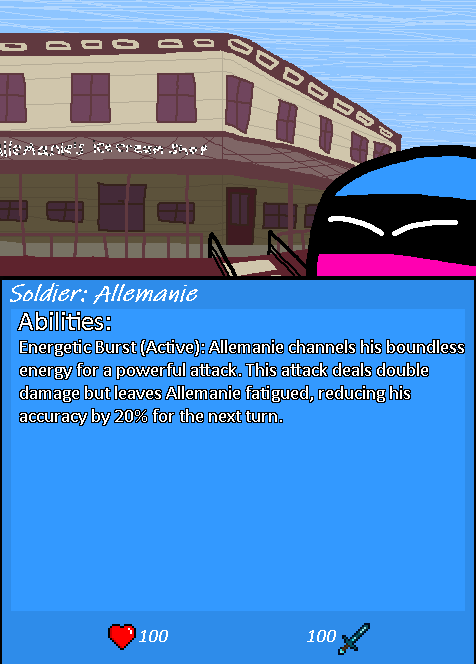 Soldier: Allemanie
Abilities:
Energetic Burst (Active): Allemanie channels his boundless
energy for a powerful attack. This attack deals double
damage but leaves Allemanie fatigued, reducing his
accuracy by 20% for the next turn.
100
100